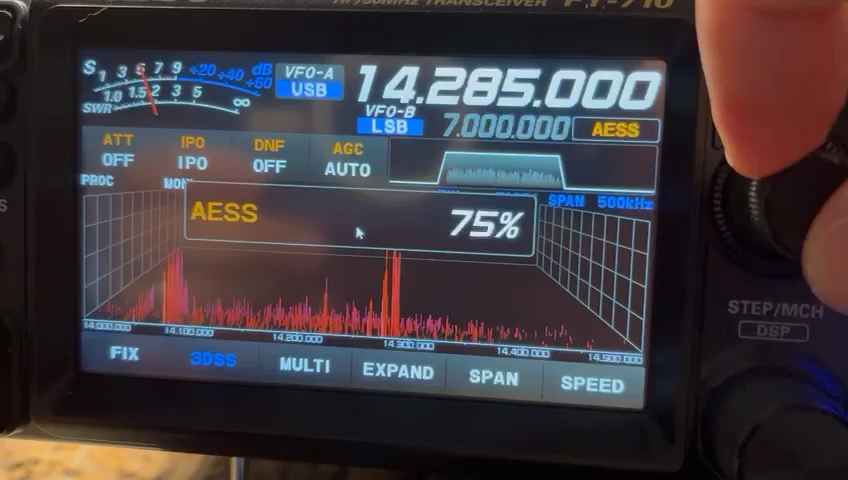 HF/50MHz TRANSCEIVER FT-710
S 1 3 5 7 9 +20 +40 +60 dB
SWR 1.0 1.5 2 3 5 ∞
VFO-A
USB
14.285.000
VFO-B
LSB
7.000.000
AESS
ATT
OFF
IPO
IPO
DNF
OFF
AGC
AUTO
PROC
SPAN 500kHz
AESS 75%
14.000.000 14.100.000 14.200.000 14.300.000 14.400.000 14.500.000
FIX 3DSS MULTI EXPAND SPAN SPEED
STEP/MCH
DSP